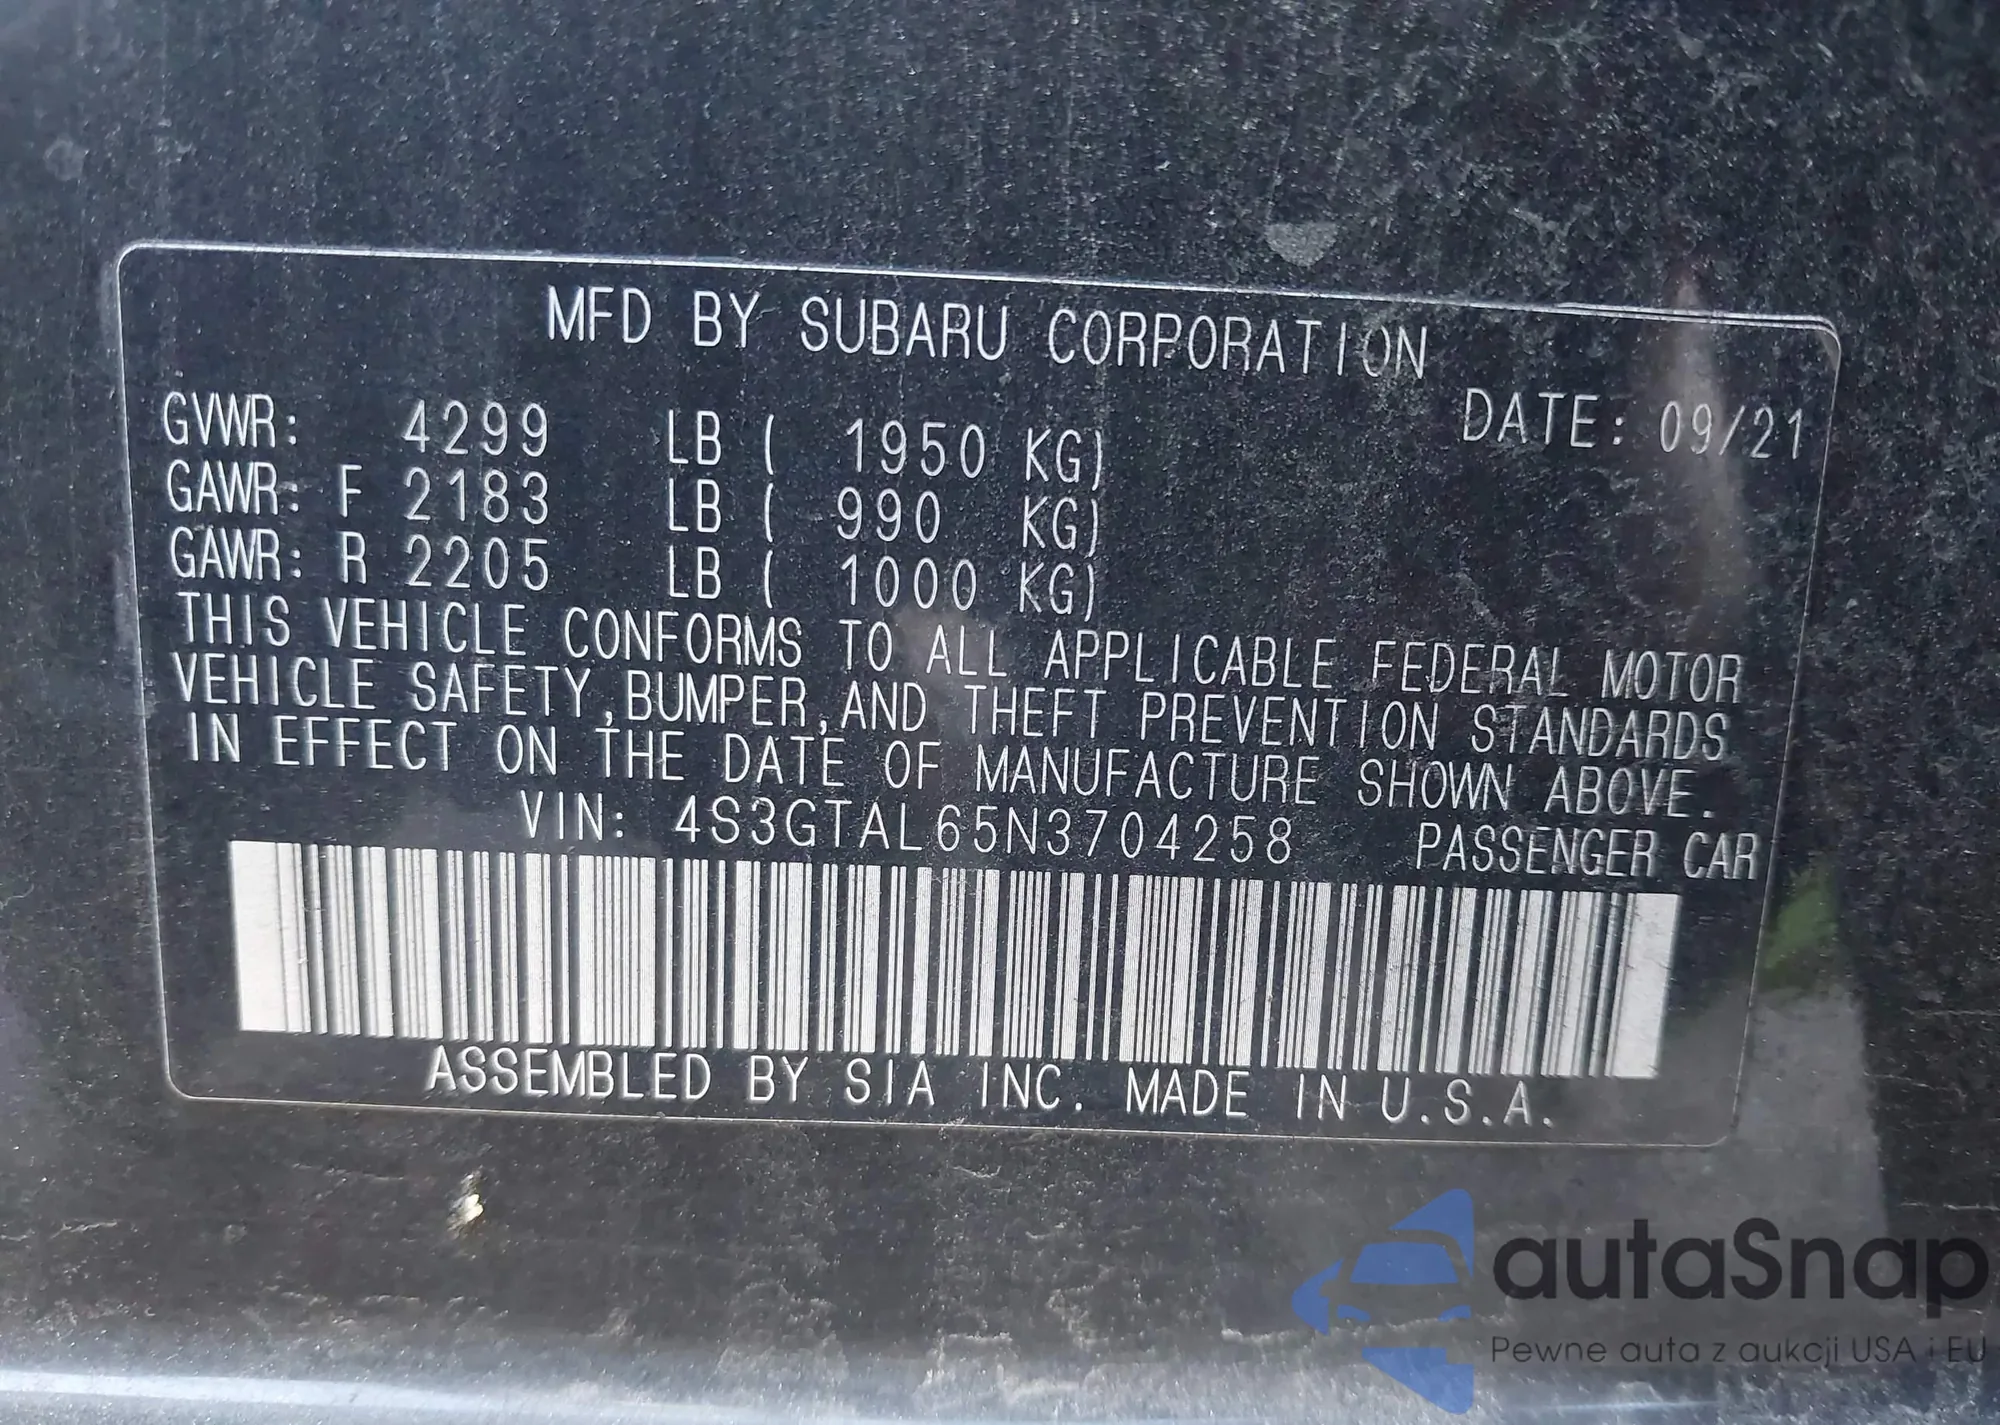 MFD BY SUBARU CORPORATION
GVWR: 4299 LB ( 1950 KG) DATE: 09/21
GAWR: F 2183 LB ( 990 KG)
GAWR: R 2205 LB ( 1000 KG)
THIS VEHICLE CONFORMS TO ALL APPLICABLE FEDERAL MOTOR
VEHICLE SAFETY,BUMPER,AND THEFT PREVENTION STANDARDS
IN EFFECT ON THE DATE OF MANUFACTURE SHOWN ABOVE.
VIN: 4S3GTAL65N3704258 PASSENGER CAR
ASSEMBLED BY SIA INC. MADE IN U.S.A.
autaSnap
Pewne auta z aukcji USA i EU